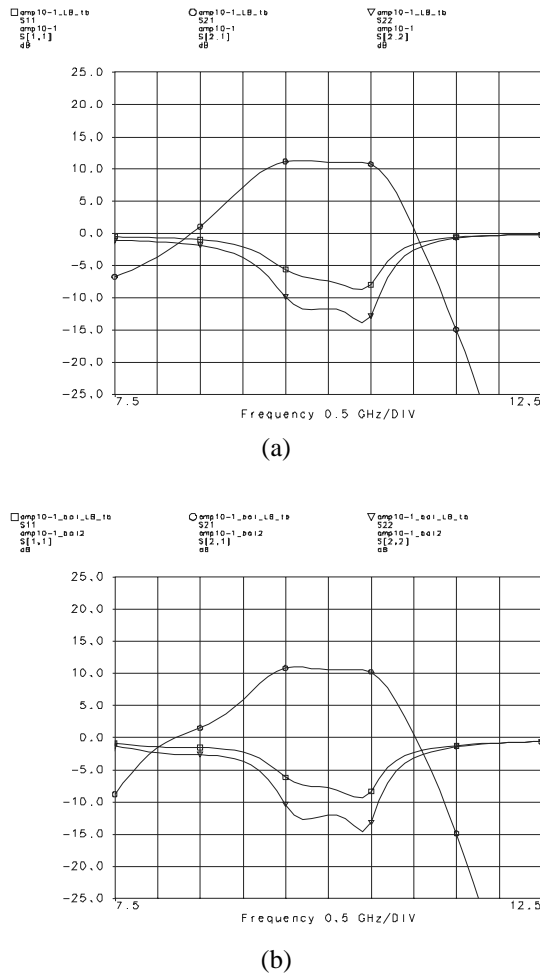 amp10-1_LB_tb amp10-1_LB_tb amp10-1_LB_tb
S11 S21 S22
amp10-1 amp10-1 amp10-1
S[1,1] S[2,1] S[2,2]
dB dB dB
25.0
20.0
15.0
10.0
5.0
0.0
-5.0
-10.0
-15.0
-20.0
-25.0
7.5 12.5
Frequency 0.5 GHz/DIV
(a)
amp10-1_bal_LB_tb amp10-1_bal_LB_tb amp10-1_bal_LB_tb
S11 S21 S22
amp10-1_bal2 amp10-1_bal2 amp10-1_bal2
S[1,1] S[2,1] S[2,2]
dB dB dB
25.0
20.0
15.0
10.0
5.0
0.0
-5.0
-10.0
-15.0
-20.0
-25.0
7.5 12.5
Frequency 0.5 GHz/DIV
(b)